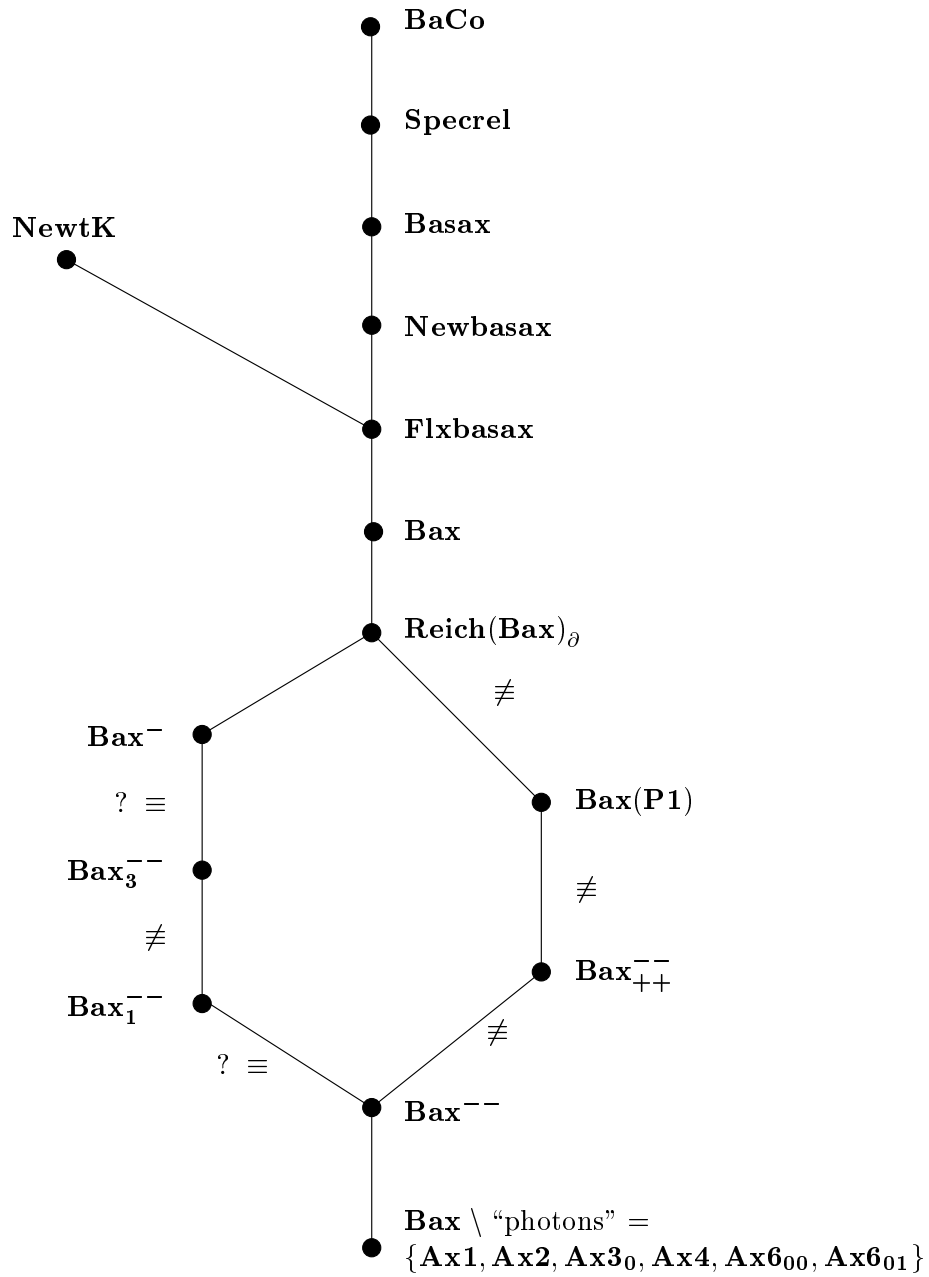 BaCo
Specrel
Basax
NewtK
Newbasax
Flxbasax
Bax
Reich(Bax)∂
≢
Bax⁻
? ≡
Bax(P1)
Bax₃⁻⁻
≢
≢
Bax₁⁻⁻
Bax₊₊⁻⁻
≢
? ≡
Bax⁻⁻
Bax \ “photons” =
{Ax1, Ax2, Ax3₀, Ax4, Ax6₀₀, Ax6₀₁}